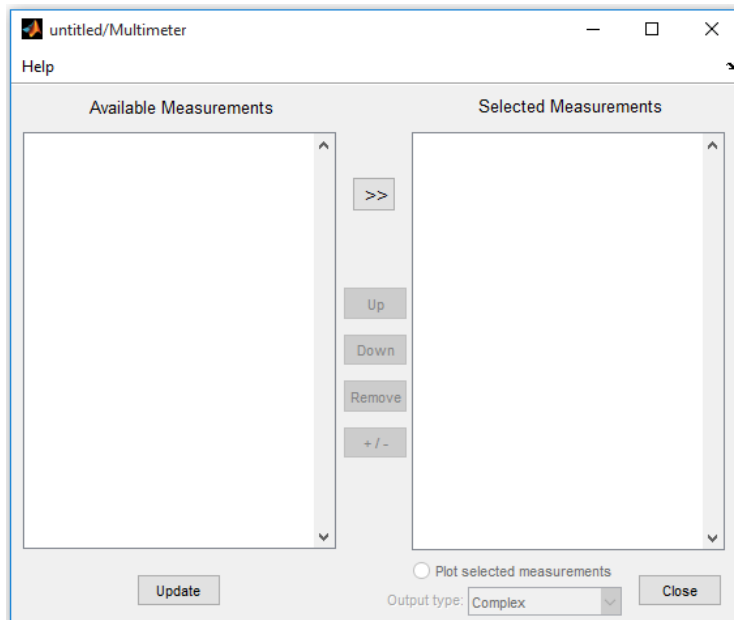 untitled/Multimeter
Help
Available Measurements
Selected Measurements
>>
Up
Down
Remove
+ / -
Plot selected measurements
Update
Output type: Complex
Close